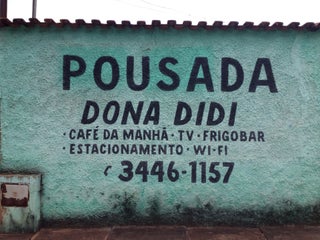 POUSADA
DONA DIDI
· CAFÉ DA MANHÃ · TV · FRIGOBAR
· ESTACIONAMENTO · WI-FI
3446-1157